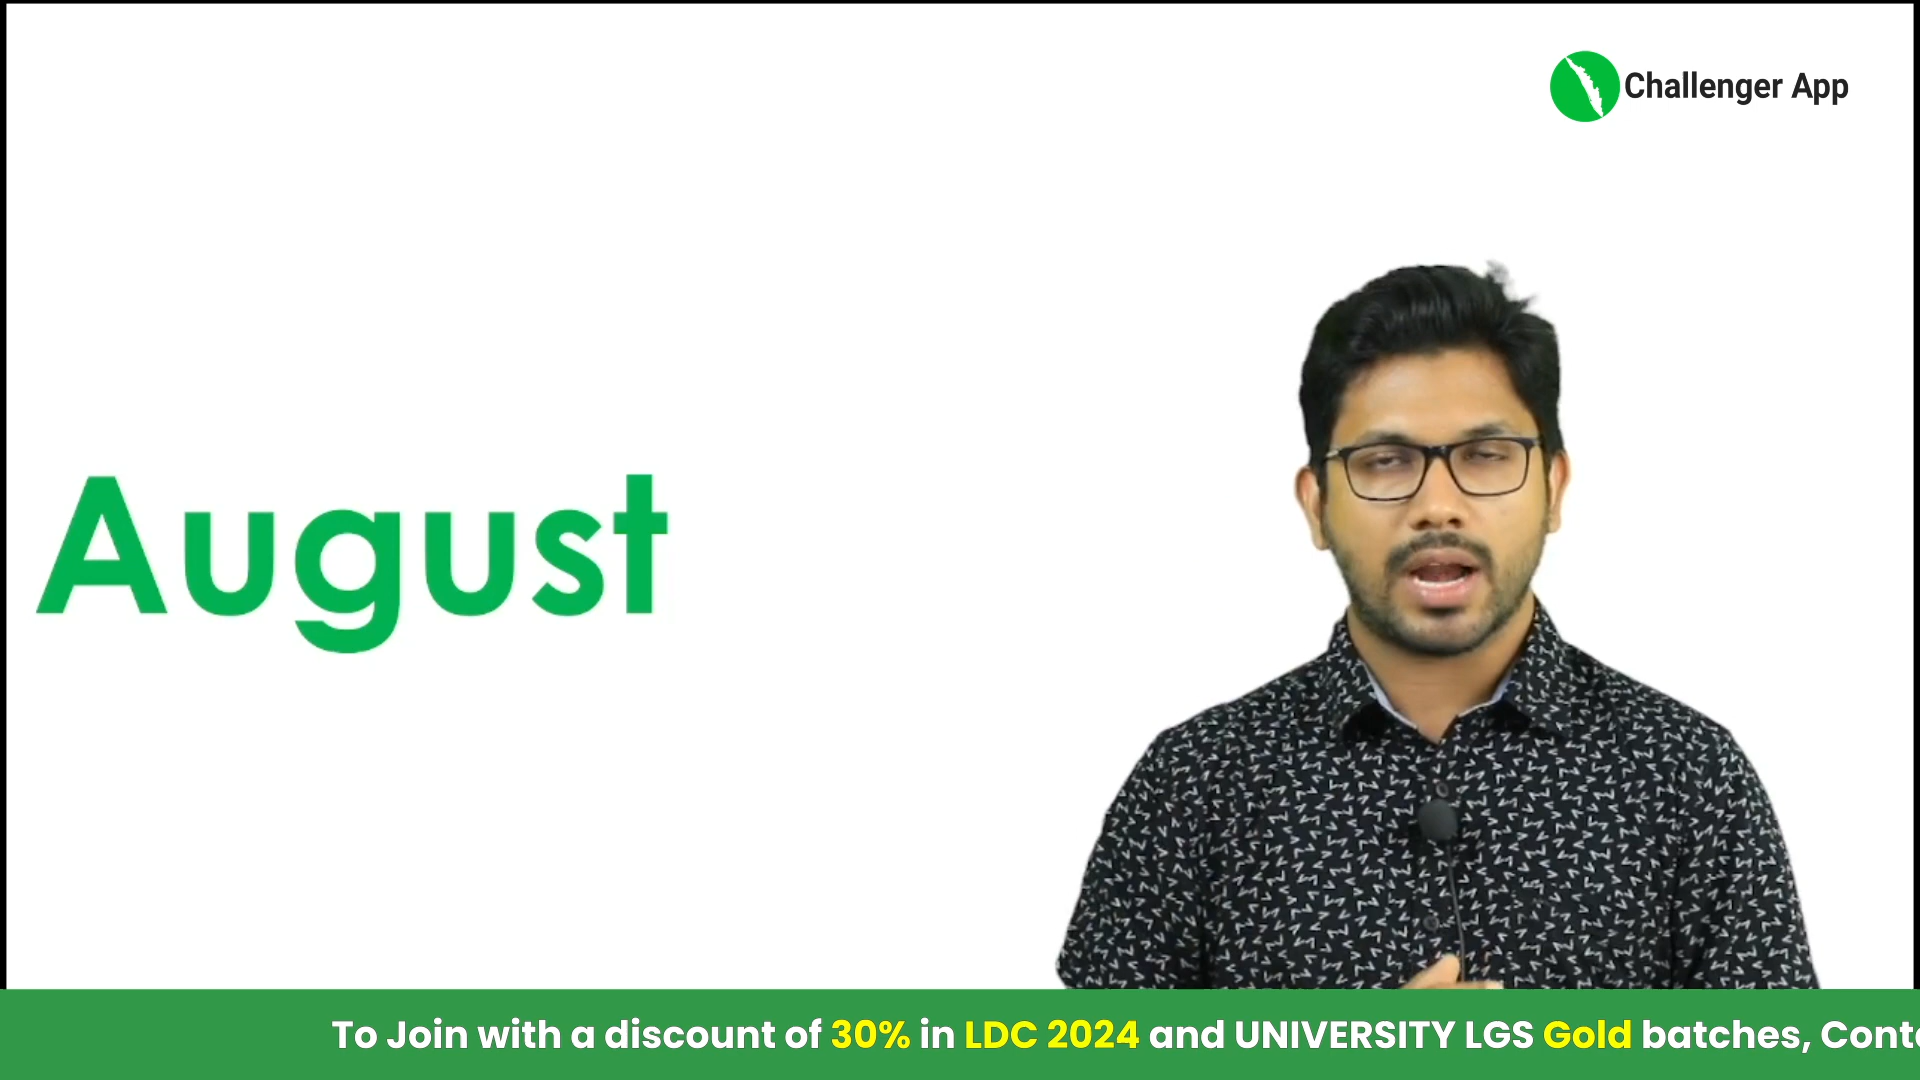 Challenger App
August
To Join with a discount of 30% in LDC 2024 and UNIVERSITY LGS Gold batches,